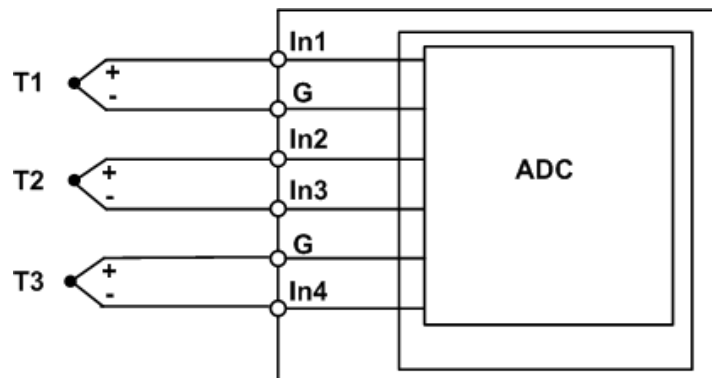 In1
T1
+
-
G
In2
T2
+
-
In3
ADC
G
T3
+
-
In4